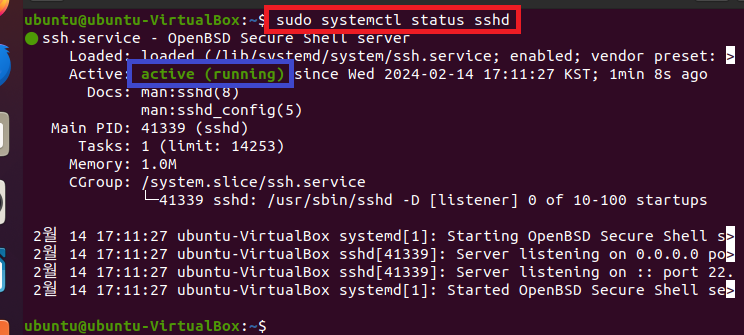 ubuntu@ubuntu-VirtualBox:~$ sudo systemctl status sshd
● ssh.service - OpenBSD Secure Shell server
Loaded: loaded (/lib/systemd/system/ssh.service; enabled; vendor preset: >
Active: active (running) since Wed 2024-02-14 17:11:27 KST; 1min 8s ago
Docs: man:sshd(8)
man:sshd_config(5)
Main PID: 41339 (sshd)
Tasks: 1 (limit: 14253)
Memory: 1.0M
CGroup: /system.slice/ssh.service
└─41339 sshd: /usr/sbin/sshd -D [listener] 0 of 10-100 startups
2월 14 17:11:27 ubuntu-VirtualBox systemd[1]: Starting OpenBSD Secure Shell s>
2월 14 17:11:27 ubuntu-VirtualBox sshd[41339]: Server listening on 0.0.0.0 po>
2월 14 17:11:27 ubuntu-VirtualBox sshd[41339]: Server listening on :: port 22.
2월 14 17:11:27 ubuntu-VirtualBox systemd[1]: Started OpenBSD Secure Shell se>
ubuntu@ubuntu-VirtualBox:~$